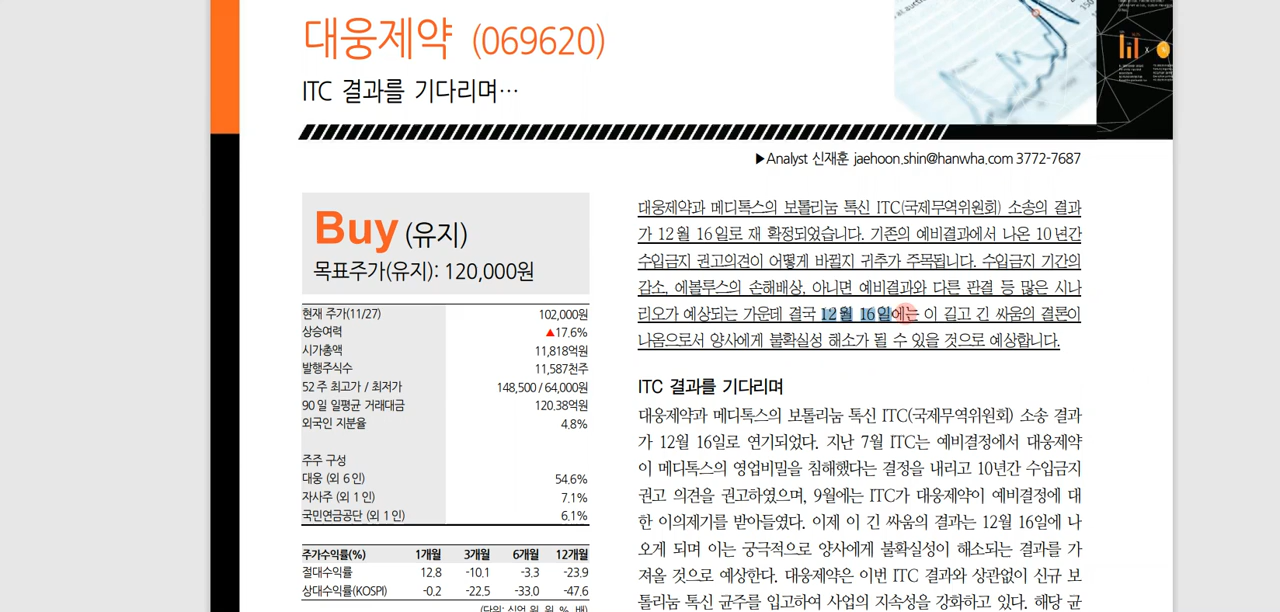 대웅제약 (069620)
ITC 결과를 기다리며…
▶Analyst 신재훈 jaehoon.shin@hanwha.com 3772-7687
Buy (유지)
목표주가(유지): 120,000원
현재 주가(11/27) 102,000원
상승여력 ▲17.6%
시가총액 11,818억원
발행주식수 11,587천주
52 주 최고가 / 최저가 148,500 / 64,000원
90 일 일평균 거래대금 120.38억원
외국인 지분율 4.8%
주주 구성
대웅 (외 6 인) 54.6%
자사주 (외 1 인) 7.1%
국민연금공단 (외 1 인) 6.1%
주가수익률(%) 1개월 3개월 6개월 12개월
절대수익률 12.8 -10.1 -3.3 -23.9
상대수익률(KOSPI) -0.2 -22.5 -33.0 -47.6
대웅제약과 메디톡스의 보톨리눔 톡신 ITC(국제무역위원회) 소송의 결과
가 12월 16일로 재 확정되었습니다. 기존의 예비결과에서 나온 10년간
수입금지 권고의견이 어떻게 바뀔지 귀추가 주목됩니다. 수입금지 기간의
감소, 에볼루스의 손해배상, 아니면 예비결과와 다른 판결 등 많은 시나
리오가 예상되는 가운데 결국 12월 16일에는 이 길고 긴 싸움의 결론이
나옴으로서 양사에게 불확실성 해소가 될 수 있을 것으로 예상합니다.
ITC 결과를 기다리며
대웅제약과 메디톡스의 보톨리눔 톡신 ITC(국제무역위원회) 소송 결과
가 12월 16일로 연기되었다. 지난 7월 ITC는 예비결정에서 대웅제약
이 메디톡스의 영업비밀을 침해했다는 결정을 내리고 10년간 수입금지
권고 의견을 권고하였으며, 9월에는 ITC가 대웅제약이 예비결정에 대
한 이의제기를 받아들였다. 이제 이 긴 싸움의 결과는 12월 16일에 나
오게 되며 이는 궁극적으로 양사에게 불확실성이 해소되는 결과를 가
져올 것으로 예상한다. 대웅제약은 이번 ITC 결과와 상관없이 신규 보
톨리눔 톡신 균주를 입고하여 사업의 지속성을 강화하고 있다. 해당 균